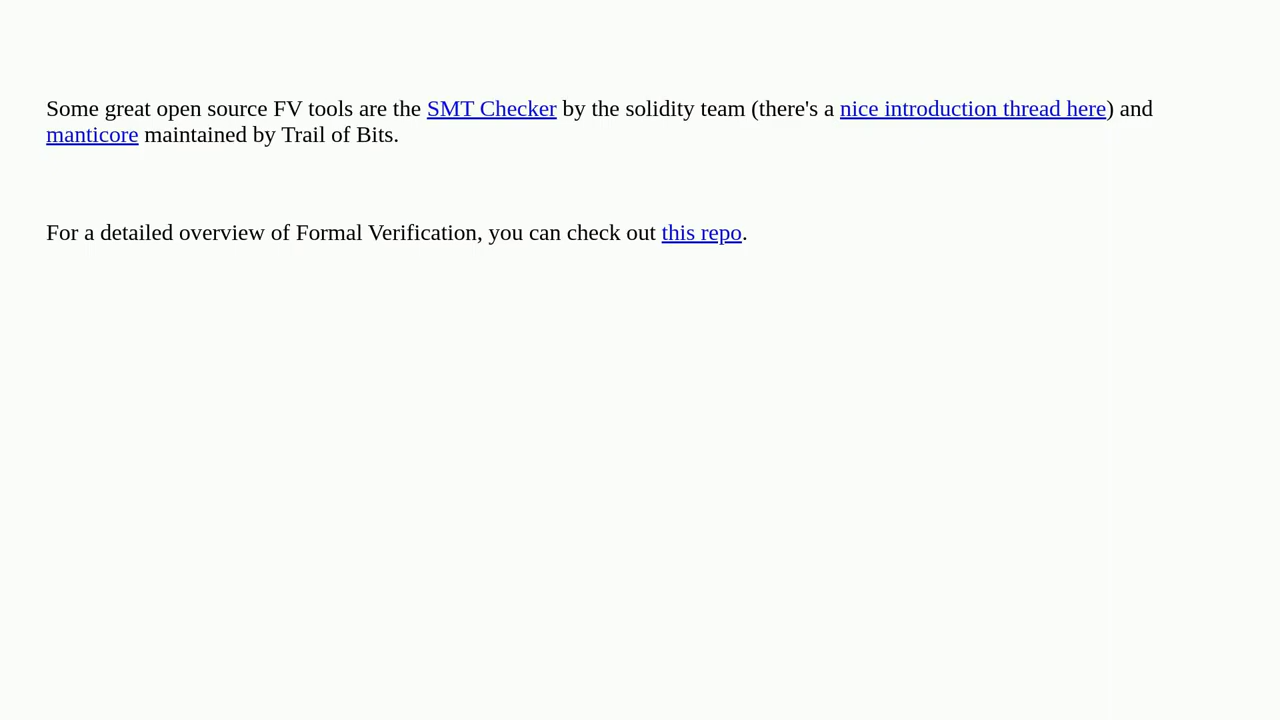 Some great open source FV tools are the SMT Checker by the solidity team (there's a nice introduction thread here) and
manticore maintained by Trail of Bits.
For a detailed overview of Formal Verification, you can check out this repo.